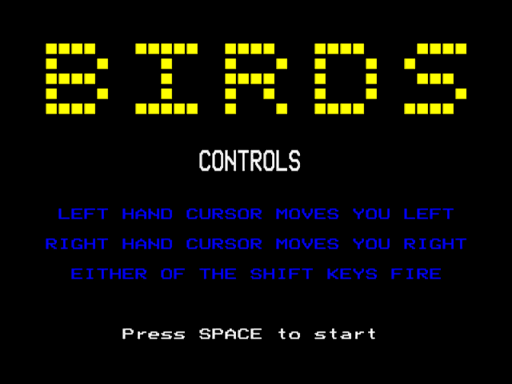 BIRDS
CONTROLS
LEFT HAND CURSOR MOVES YOU LEFT
RIGHT HAND CURSOR MOVES YOU RIGHT
EITHER OF THE SHIFT KEYS FIRE
Press SPACE to start